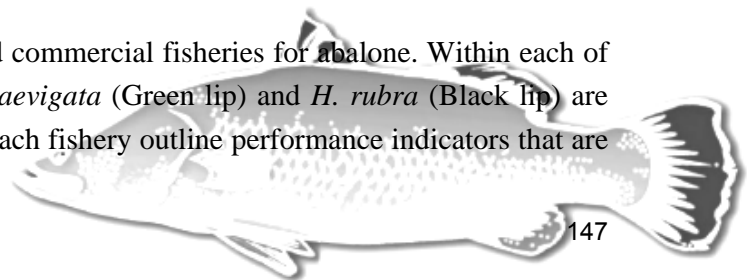 d commercial fisheries for abalone. Within each of
aevigata (Green lip) and H. rubra (Black lip) are
ach fishery outline performance indicators that are
147